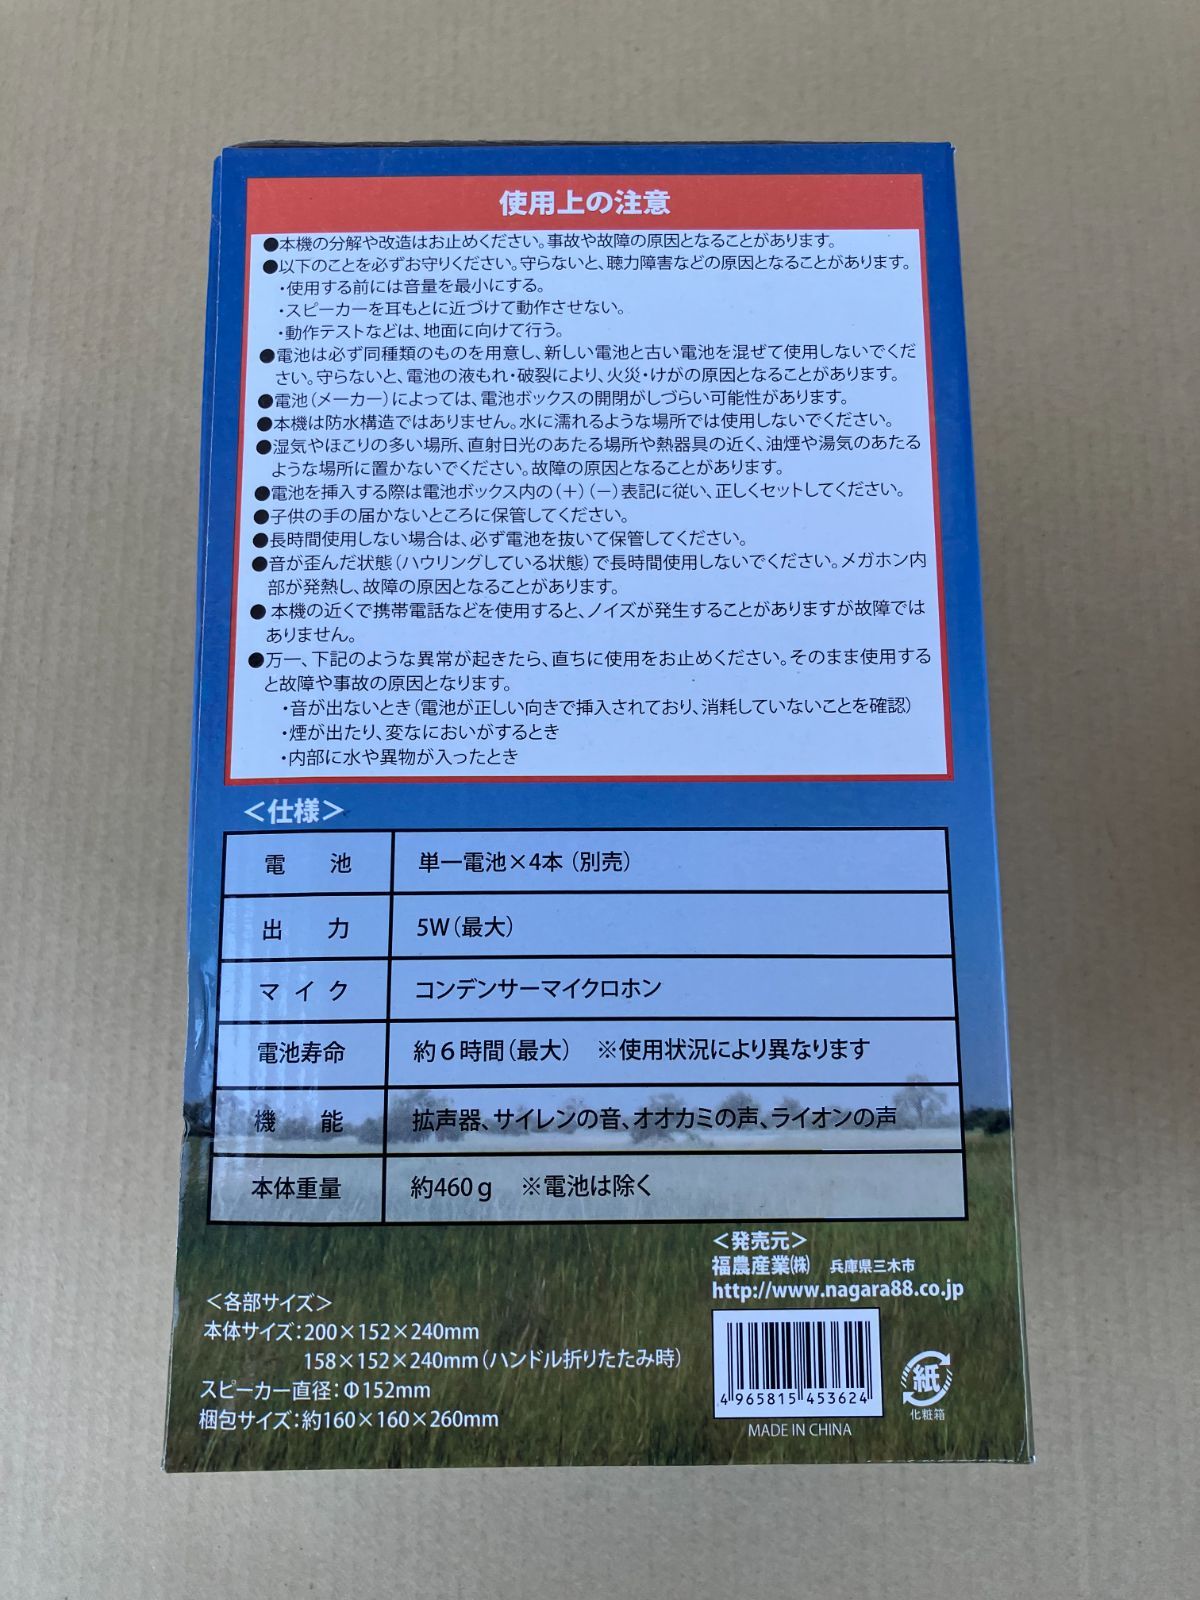 使用上の注意
●本機の分解や改造はお止めください。事故や故障の原因となることがあります。
●以下のことを必ずお守りください。守らないと、聴力障害などの原因となることがあります。
・使用する前には音量を最小にする。
・スピーカーを耳もとに近づけて動作させない。
・動作テストなどは、地面に向けて行う。
●電池は必ず同種類のものを用意し、新しい電池と古い電池を混ぜて使用しないでくだ
さい。守らないと、電池の液もれ・破裂により、火災・けがの原因となることがあります。
●電池（メーカー）によっては、電池ボックスの開閉がしづらい可能性があります。
●本機は防水構造ではありません。水に濡れるような場所では使用しないでください。
●湿気やほこりの多い場所、直射日光のあたる場所や熱器具の近く、油煙や湯気のあたる
ような場所に置かないでください。故障の原因となることがあります。
●電池を挿入する際は電池ボックス内の（＋）（－）表記に従い、正しくセットしてください。
●子供の手の届かないところに保管してください。
●長時間使用しない場合は、必ず電池を抜いて保管してください。
●音が歪んだ状態（ハウリングしている状態）で長時間使用しないでください。メガホン内
部が発熱し、故障の原因となることがあります。
●本機の近くで携帯電話などを使用すると、ノイズが発生することがありますが故障では
ありません。
●万一、下記のような異常が起きたら、直ちに使用をお止めください。そのまま使用する
と故障や事故の原因となります。
・音が出ないとき（電池が正しい向きで挿入されており、消耗していないことを確認）
・煙が出たり、変なにおいがするとき
・内部に水や異物が入ったとき
＜仕様＞
電池 単一電池×4本（別売）
出力 5W（最大）
マイク コンデンサーマイクロホン
電池寿命 約６時間（最大） ※使用状況により異なります
機能 拡声器、サイレンの音、オオカミの声、ライオンの声
本体重量 約460ｇ ※電池は除く
＜発売元＞
福農産業㈱ 兵庫県三木市
http://www.nagara88.co.jp
＜各部サイズ＞
本体サイズ：200×152×240mm
158×152×240mm（ハンドル折りたたみ時）
スピーカー直径：Φ152mm
梱包サイズ：約160×160×260mm
4 965815 453624
MADE IN CHINA
紙
化粧箱